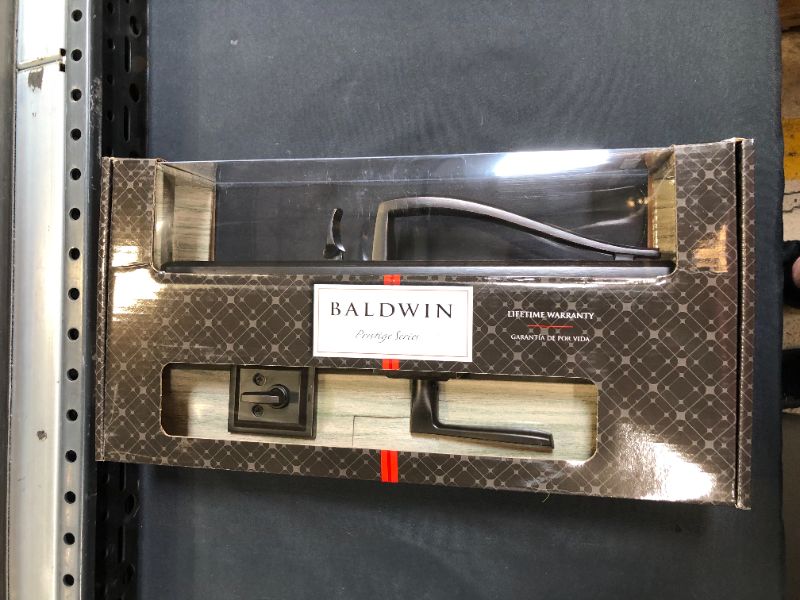 BALDWIN
Prestige Series
LIFETIME WARRANTY
GARANTÍA DE POR VIDA